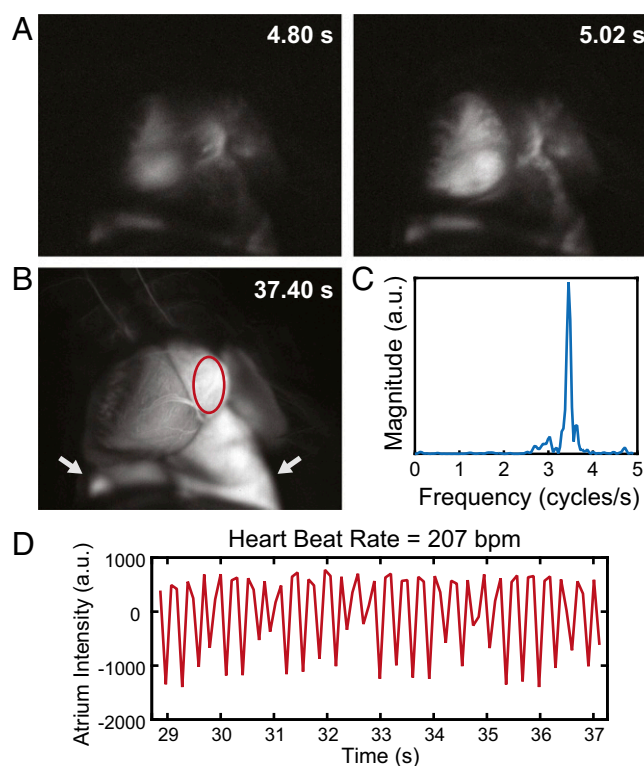 A
4.80 s
5.02 s
B
37.40 s
C
Magnitude (a.u.)
0 1 2 3 4 5
Frequency (cycles/s)
D
Heart Beat Rate = 207 bpm
Atrium Intensity (a.u.)
1000
0
-1000
-2000
29 30 31 32 33 34 35 36 37
Time (s)